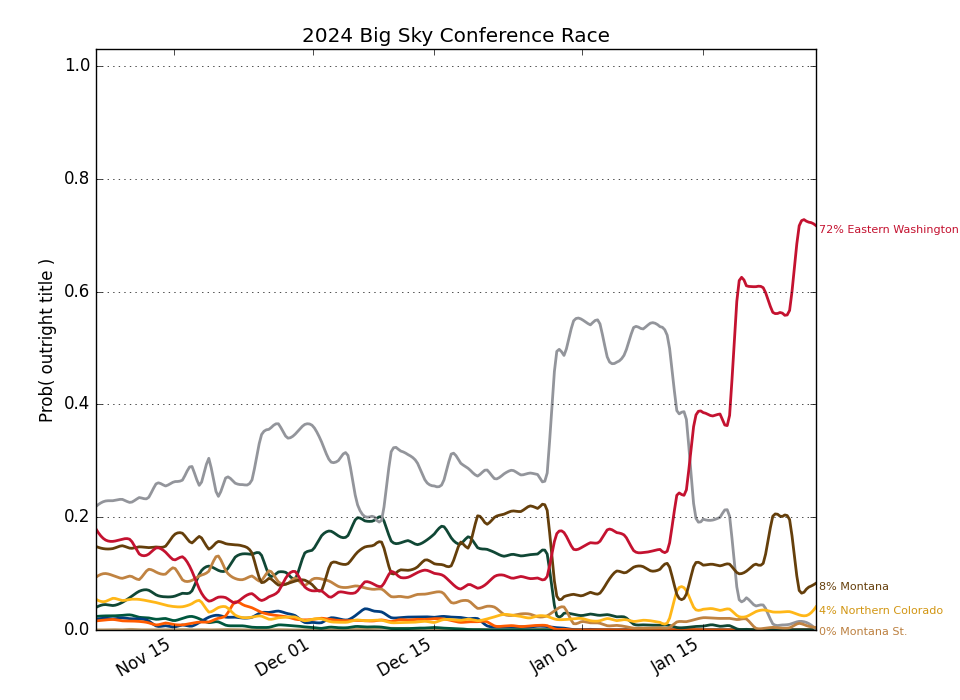 2024 Big Sky Conference Race
Prob( outright title )
1.0
0.8
0.6
0.4
0.2
0.0
72% Eastern Washington
8% Montana
4% Northern Colorado
0% Montana St.
Nov 15
Dec 01
Dec 15
Jan 01
Jan 15